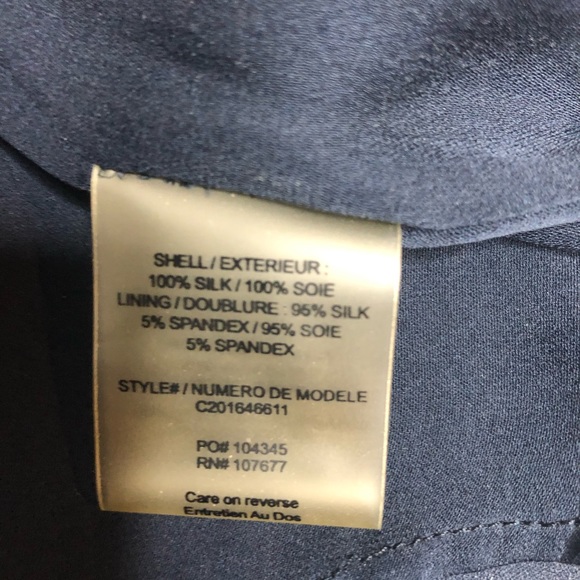 SHELL / EXTERIEUR :
100% SILK / 100% SOIE
LINING / DOUBLURE : 95% SILK
5% SPANDEX / 95% SOIE
5% SPANDEX
STYLE# / NUMERO DE MODELE
C201646611
PO# 104345
RN# 107677
Care on reverse
Entretien Au Dos